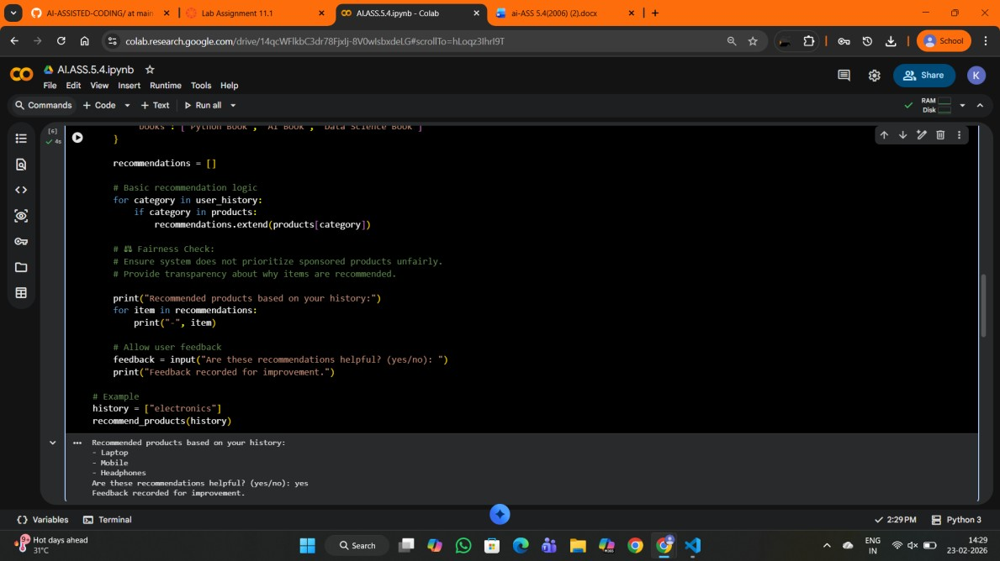 AI-ASSISTED-CODING/ at main
Lab Assignment 11.1
AI.ASS.5.4.ipynb - Colab
ai-ASS 5.4(2006) (2).docx
colab.research.google.com/drive/14qcWFlkbC3dr78Fjxlj-8V0wIsbxdeLG#scrollTo=hLoqz3IhrI9T
School
AI.ASS.5.4.ipynb
File Edit View Insert Runtime Tools Help
Share
K
Commands + Code + Text Run all
RAM
Disk
[6]
4s
"books": ["Python Book", "AI Book", "Data Science Book"]
}
recommendations = []
# Basic recommendation logic
for category in user_history:
if category in products:
recommendations.extend(products[category])
# ⚖ Fairness Check:
# Ensure system does not prioritize sponsored products unfairly.
# Provide transparency about why items are recommended.
print("Recommended products based on your history:")
for item in recommendations:
print("-", item)
# Allow user feedback
feedback = input("Are these recommendations helpful? (yes/no): ")
print("Feedback recorded for improvement.")
# Example
history = ["electronics"]
recommend_products(history)
Recommended products based on your history:
- Laptop
- Mobile
- Headphones
Are these recommendations helpful? (yes/no): yes
Feedback recorded for improvement.
Variables Terminal
2:29 PM Python 3
9+
Hot days ahead
31°C
Search
ENG
IN
14:29
23-02-2026